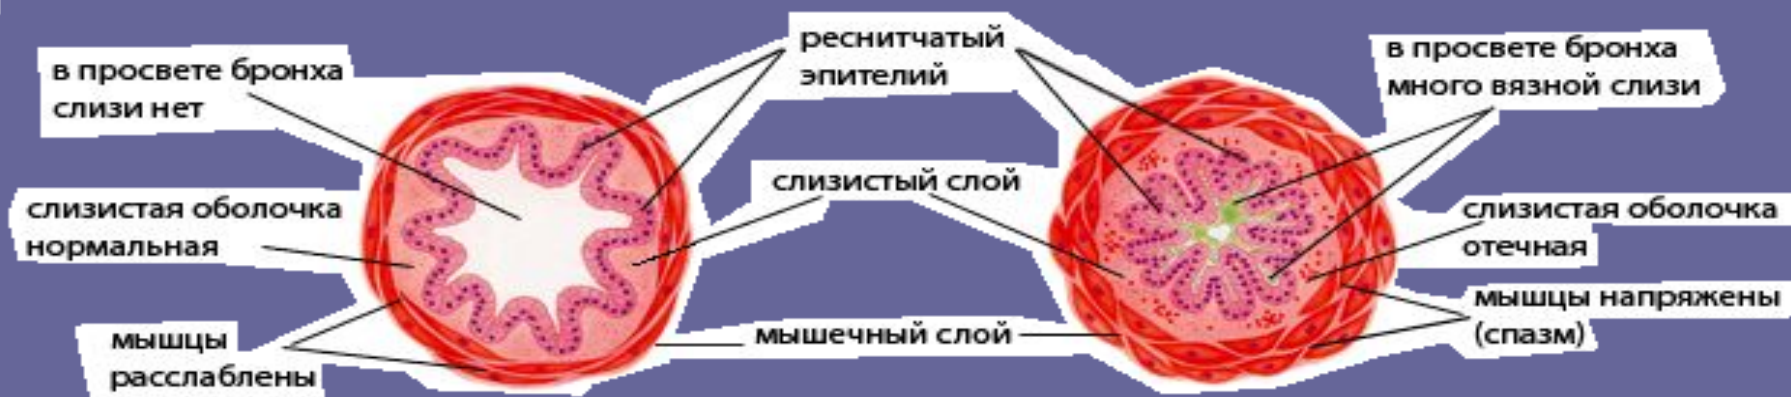 в просвете бронха
слизи нет
слизистая оболочка
нормальная
мышцы
расслаблены
реснитчатый
эпителий
слизистый слой
мышечный слой
в просвете бронха
много вязкой слизи
слизистая оболочка
отечная
мышцы напряжены
(спазм)